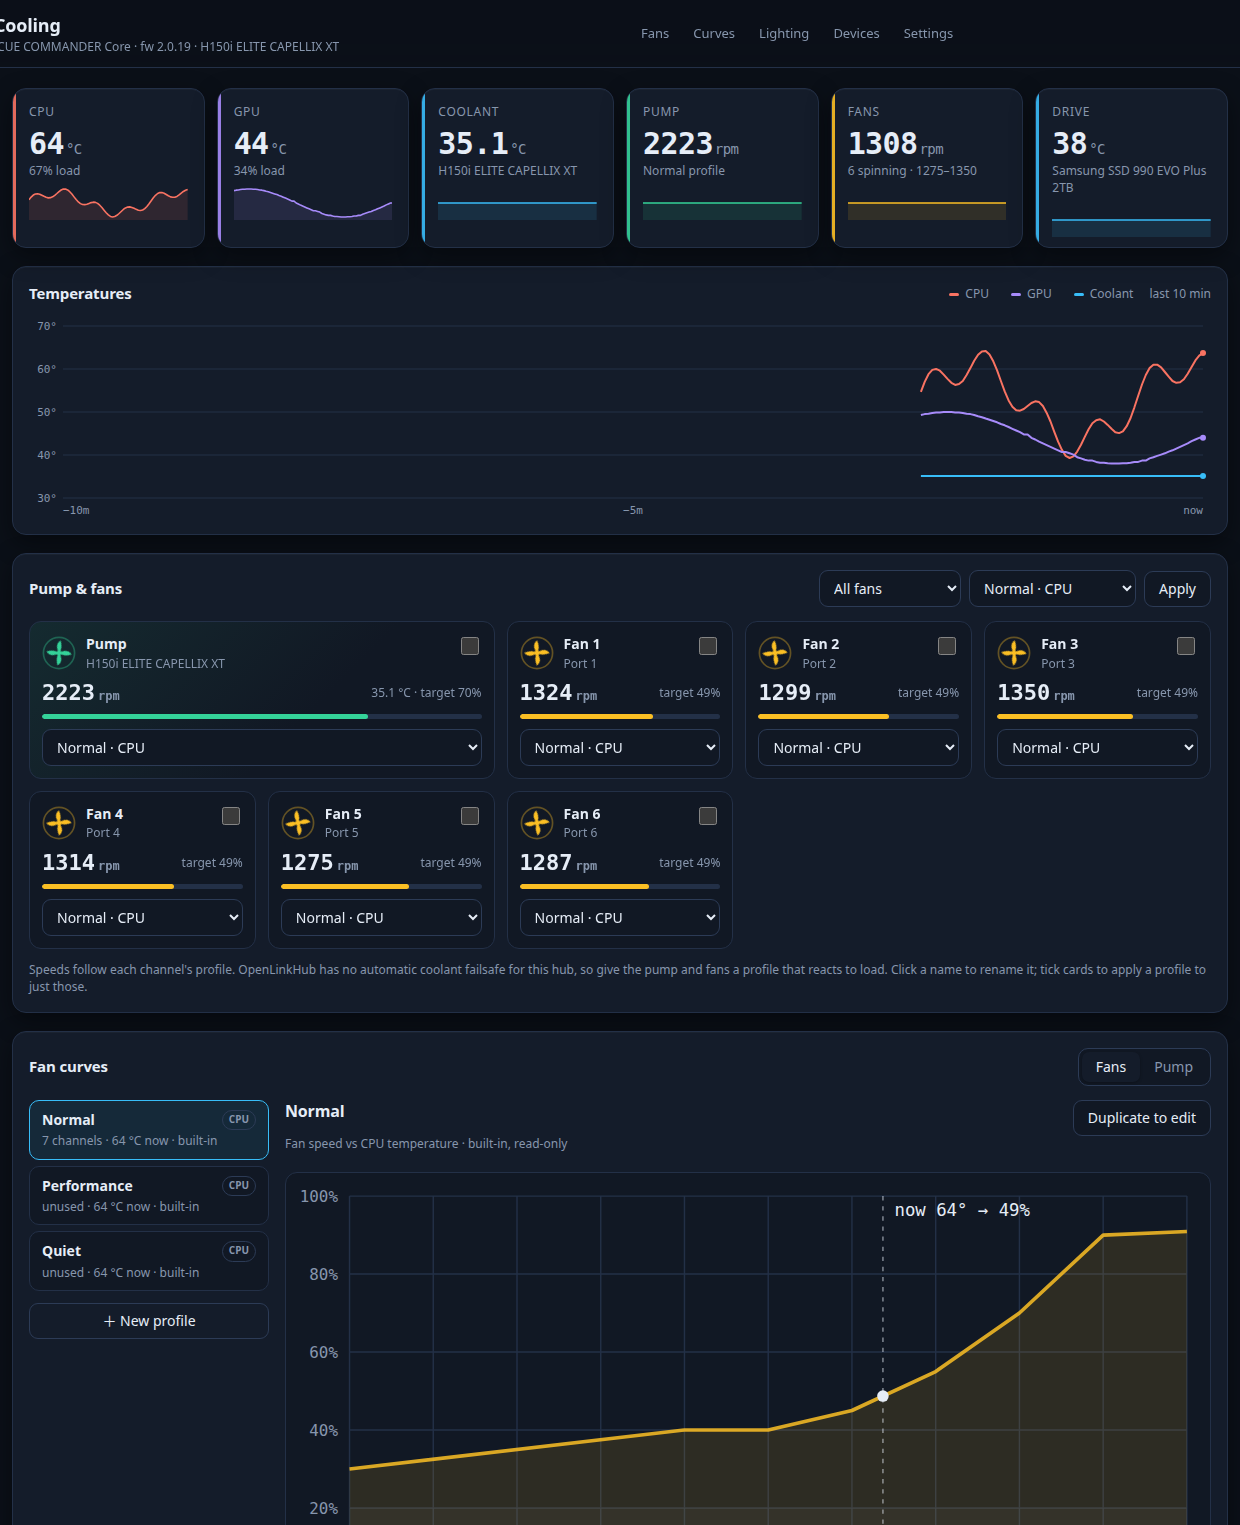 Cooling
CUE COMMANDER Core · fw 2.0.19 · H150i ELITE CAPELLIX XT
Fans Curves Lighting Devices Settings
CPU
64 °C
67% load
GPU
44 °C
34% load
COOLANT
35.1 °C
H150i ELITE CAPELLIX XT
PUMP
2223 rpm
Normal profile
FANS
1308 rpm
6 spinning · 1275–1350
DRIVE
38 °C
Samsung SSD 990 EVO Plus
2TB
Temperatures
CPU GPU Coolant last 10 min
70°
60°
50°
40°
30°
−10m −5m now
Pump & fans
All fans Normal · CPU Apply
Pump
H150i ELITE CAPELLIX XT
2223 rpm 35.1 °C · target 70%
Normal · CPU
Fan 1
Port 1
1324 rpm target 49%
Normal · CPU
Fan 2
Port 2
1299 rpm target 49%
Normal · CPU
Fan 3
Port 3
1350 rpm target 49%
Normal · CPU
Fan 4
Port 4
1314 rpm target 49%
Normal · CPU
Fan 5
Port 5
1275 rpm target 49%
Normal · CPU
Fan 6
Port 6
1287 rpm target 49%
Normal · CPU
Speeds follow each channel's profile. OpenLinkHub has no automatic coolant failsafe for this hub, so give the pump and fans a profile that reacts to load. Click a name to rename it; tick cards to apply a profile to
just those.
Fan curves
Fans Pump
Normal CPU
7 channels · 64 °C now · built-in
Performance CPU
unused · 64 °C now · built-in
Quiet CPU
unused · 64 °C now · built-in
+ New profile
Normal
Duplicate to edit
Fan speed vs CPU temperature · built-in, read-only
100%
now 64° → 49%
80%
60%
40%
20%